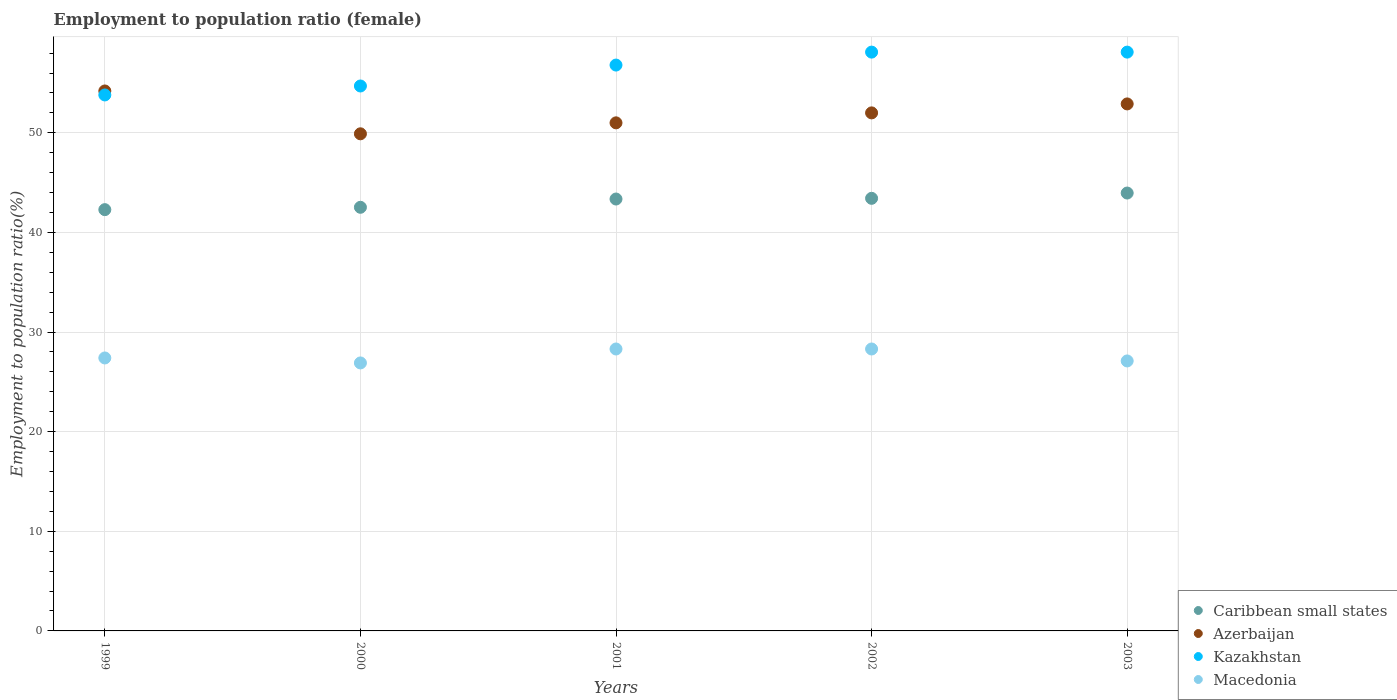 Employment to population ratio (female)
Employment to population ratio(%)
50
40
30
20
10
0
1999
2000
2001
2002
2003
Years
Caribbean small states
Azerbaijan
Kazakhstan
Macedonia